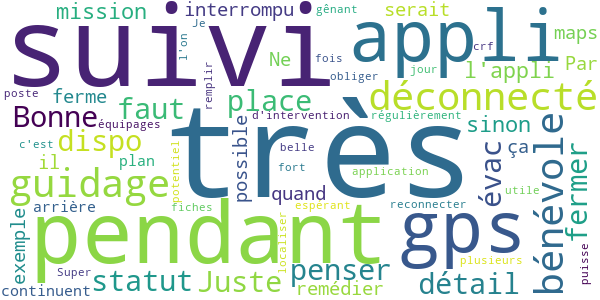 mission
interrompu
Je
gênant
serait
suivi
l'on
appli
maps
Ne
fois
crf
Par
poste
ferme
remplir
obliger
jour
l'appli
Bonne
faut
place
déconnecté
équipages
très
d'intervention
régulièrement
sinon
c'est
dispo
possible
belle
évac
ça
bénévole
fermer
il
plan
potentiel
fort
application
guidage
quand
utile
exemple
arrière
pendant
fiches
espérant
reconnecter
gps
Super
localiser
penser
plusieurs
puisse
continuent
statut
Juste
remédier
détail